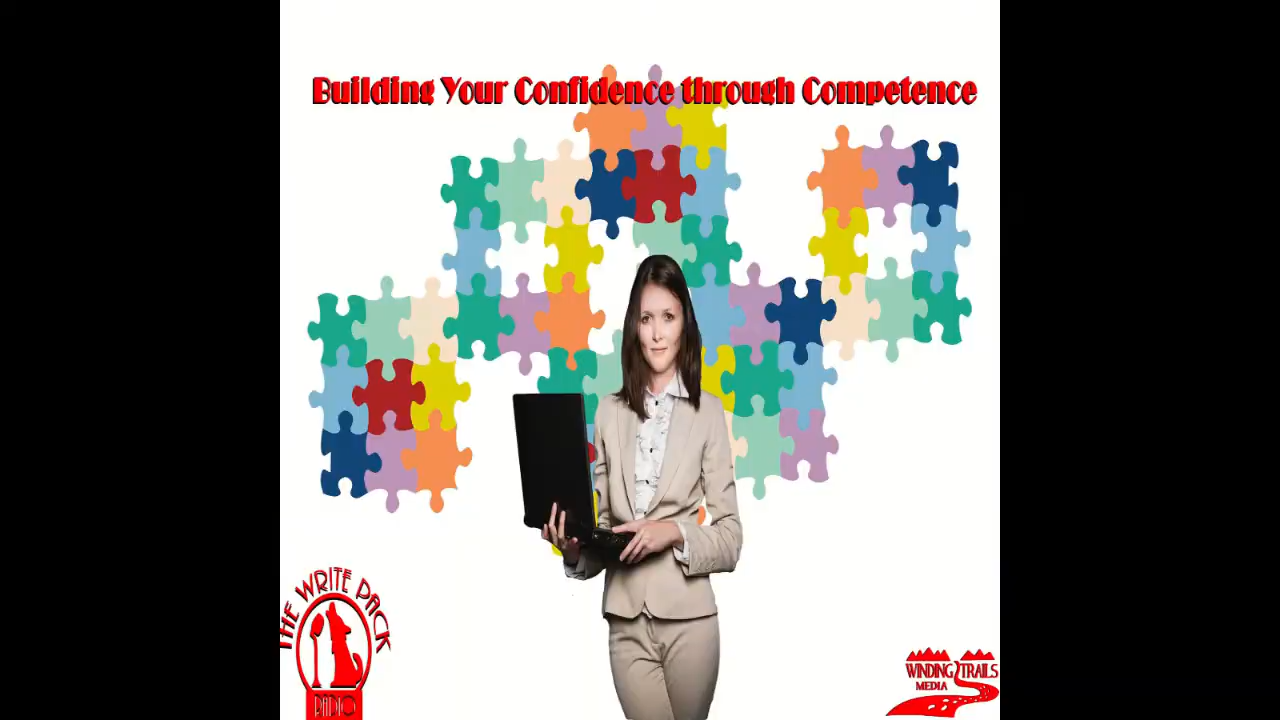 Building Your Confidence through Competence
THE WRITE PACK
RADIO
WINDING TRAILS
MEDIA